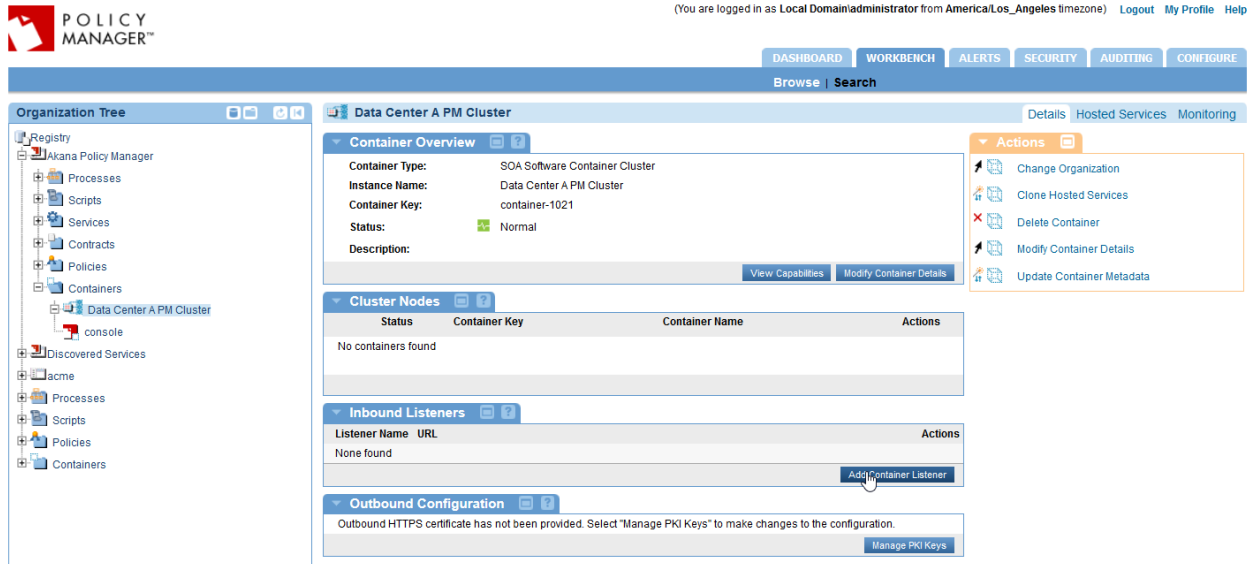 (You are logged in as Local Domain\administrator from America/Los_Angeles timezone) Logout My Profile Help
POLICY
MANAGER™
DASHBOARD WORKBENCH ALERTS SECURITY AUDITING CONFIGURE
Browse | Search
Organization Tree
Registry
Akana Policy Manager
Processes
Scripts
Services
Contracts
Policies
Containers
Data Center A PM Cluster
console
Discovered Services
acme
Processes
Scripts
Policies
Containers
Data Center A PM Cluster
Details Hosted Services Monitoring
Container Overview ?
Container Type: SOA Software Container Cluster
Instance Name: Data Center A PM Cluster
Container Key: container-1021
Status: Normal
Description:
View Capabilities Modify Container Details
Cluster Nodes ?
Status Container Key Container Name Actions
No containers found
Inbound Listeners ?
Listener Name URL Actions
None found
Add Container Listener
Outbound Configuration ?
Outbound HTTPS certificate has not been provided. Select "Manage PKI Keys" to make changes to the configuration.
Manage PKI Keys
Actions
Change Organization
Clone Hosted Services
Delete Container
Modify Container Details
Update Container Metadata